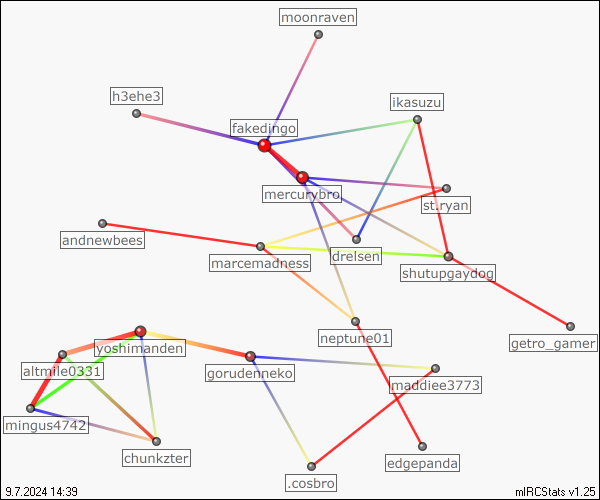 moonraven
h3ehe3
ikasuzu
fakedingo
mercurybro
st.ryan
andnewbees
drelsen
marcemadness
shutupgaydog
neptune01
getro_gamer
yoshimanden
altmile0331
gorudenneko
maddiee3773
mingus4742
chunkzter
edgepanda
.cosbro
9.7.2024 14:39
mIRCStats v1.25